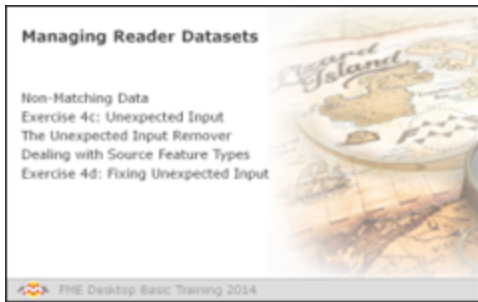 Managing Reader Datasets
Lizard
Island
Non-Matching Data
Exercise 4c: Unexpected Input
The Unexpected Input Remover
Dealing with Source Feature Types
Exercise 4d: Fixing Unexpected Input
FME Desktop Basic Training 2014